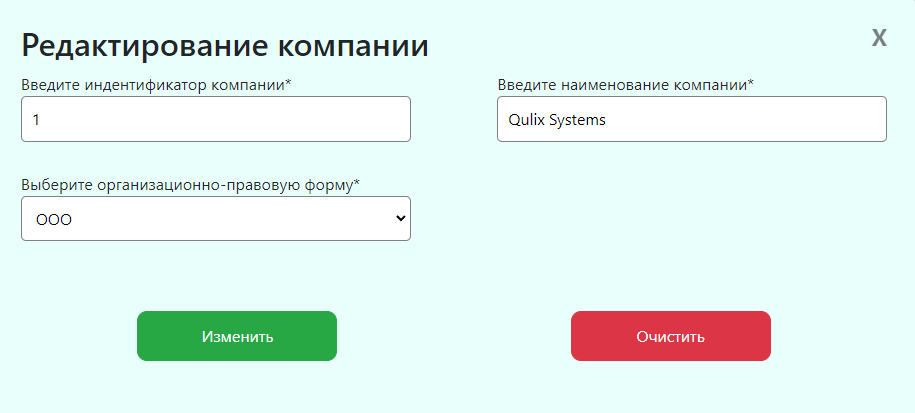 Редактирование компании
X
Введите индентификатор компании*
Введите наименование компании*
1
Qulix Systems
Выберите организационно-правовую форму*
ООО
Изменить
Очистить